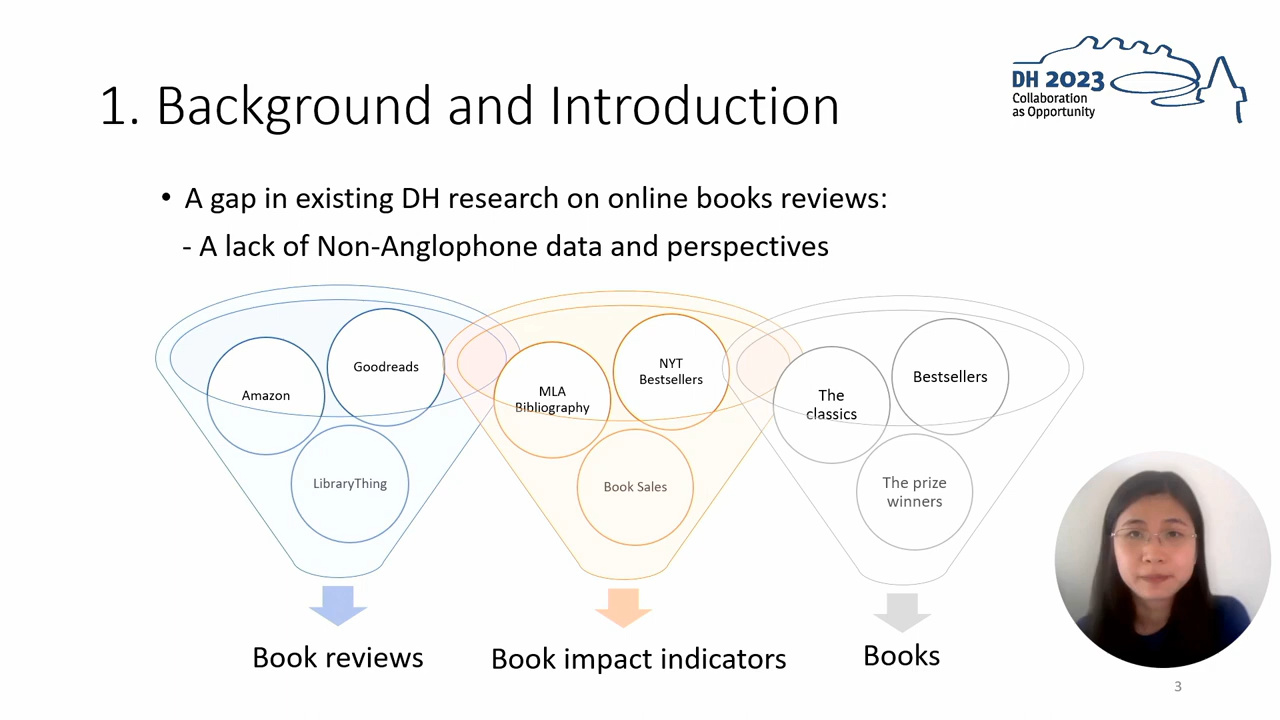 DH 2023
Collaboration
as Opportunity
1. Background and Introduction
• A gap in existing DH research on online books reviews:
- A lack of Non-Anglophone data and perspectives
Amazon
Goodreads
LibraryThing
MLA
Bibliography
NYT
Bestsellers
Book Sales
The
classics
Bestsellers
The prize
winners
Book reviews
Book impact indicators
Books
3